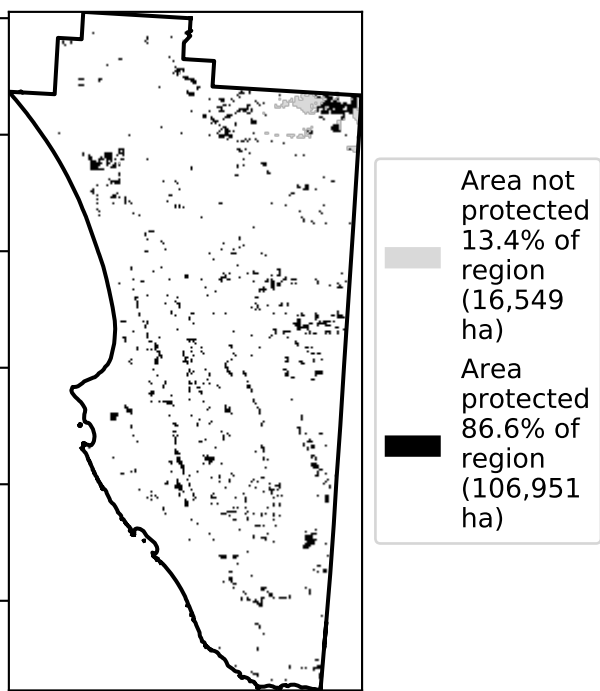 Area not
protected
13.4% of
region
(16,549
ha)
Area
protected
86.6% of
region
(106,951
ha)